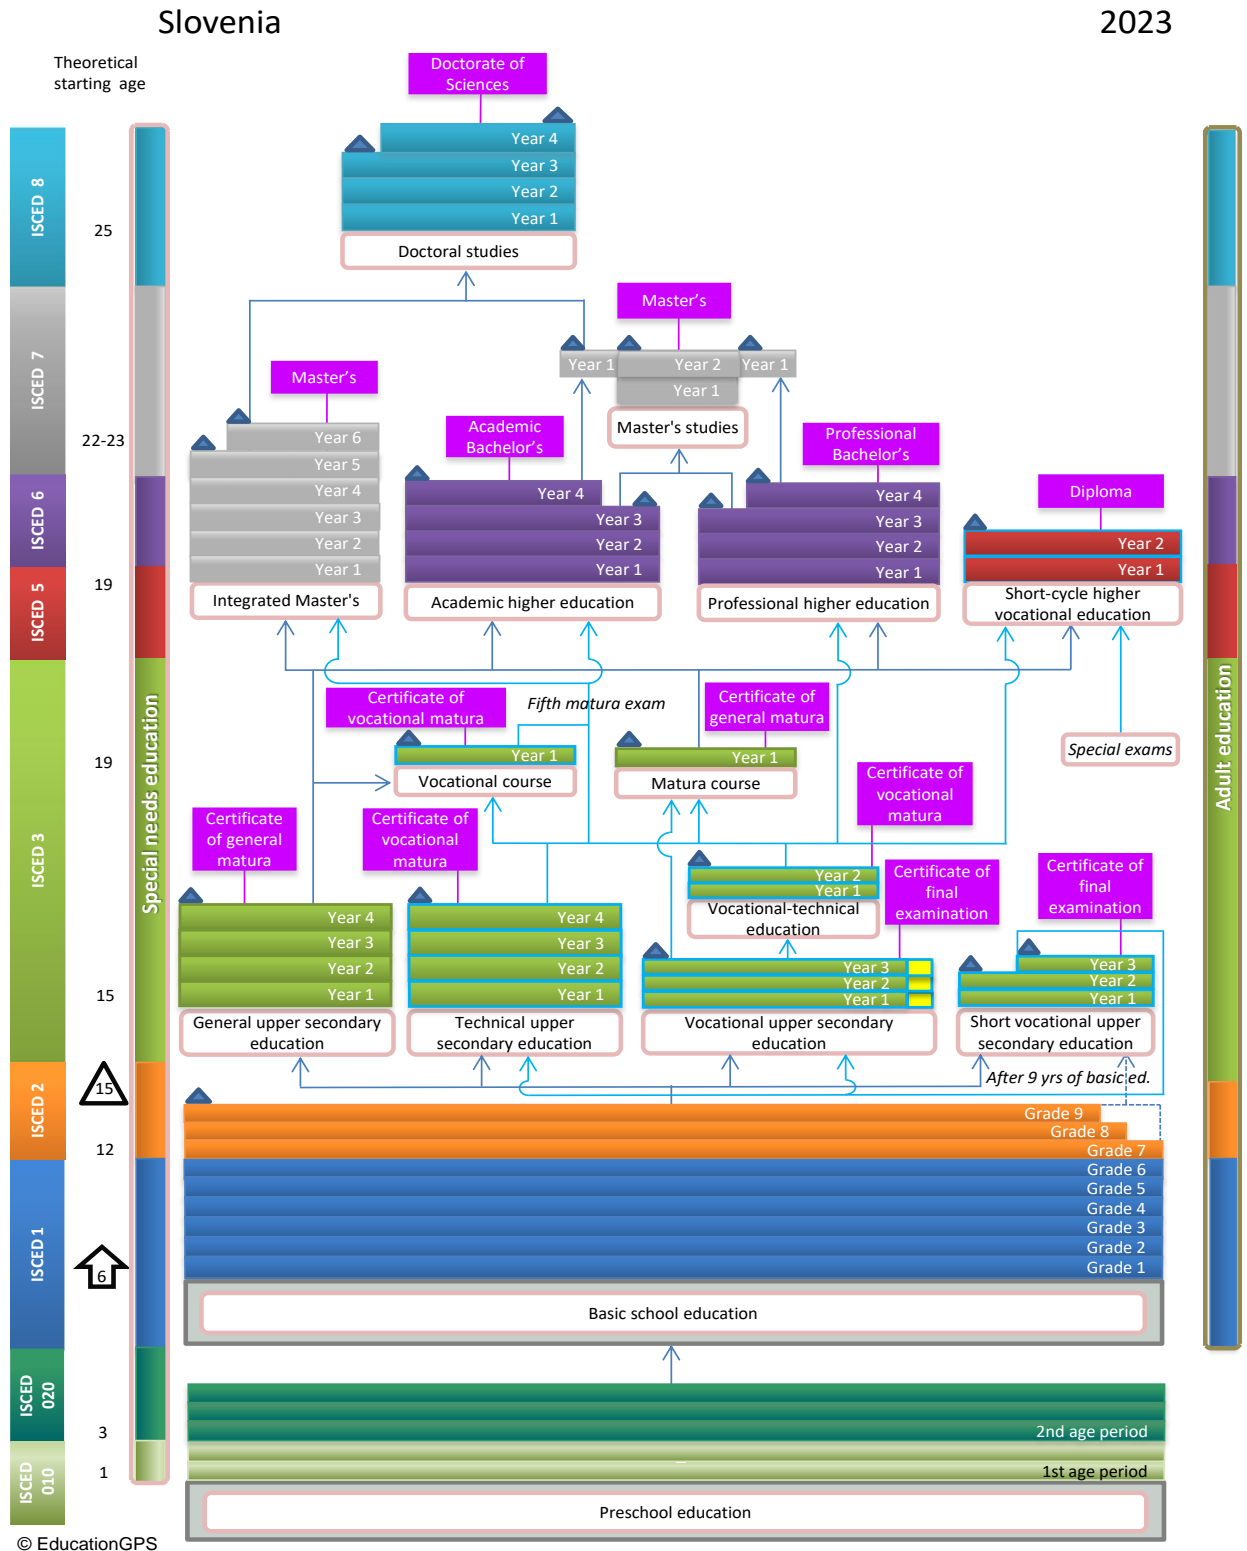 Slovenia
2023
Theoretical
starting age
Doctorate of
Sciences
Year 4
Year 3
Year 2
Year 1
Doctoral studies
ISCED 8
25
Master's
Year 1
Year 2
Year 1
Year 1
Master's studies
ISCED 7
22-23
Master's
Year 6
Year 5
Year 4
Year 3
Year 2
Year 1
Integrated Master's
Academic
Bachelor's
Year 4
Year 3
Year 2
Year 1
Academic higher education
Professional
Bachelor's
Year 4
Year 3
Year 2
Year 1
Professional higher education
Diploma
Year 2
Year 1
Short-cycle higher
vocational education
ISCED 6
ISCED 5
19
Special needs education
Adult education
Certificate of
vocational matura
Fifth matura exam
Year 1
Vocational course
Certificate of
general matura
Year 1
Matura course
Special exams
ISCED 3
19
Certificate
of general
matura
Year 4
Year 3
Year 2
Year 1
General upper secondary
education
Certificate of
vocational
matura
Year 4
Year 3
Year 2
Year 1
Technical upper
secondary education
Certificate of
vocational
matura
Year 2
Year 1
Vocational-technical
education
Certificate of
final
examination
Year 3
Year 2
Year 1
Vocational upper secondary
education
Certificate of
final
examination
Year 3
Year 2
Year 1
Short vocational upper
secondary education
15
After 9 yrs of basic ed.
ISCED 2
15
12
Grade 9
Grade 8
Grade 7
Grade 6
Grade 5
Grade 4
Grade 3
Grade 2
Grade 1
ISCED 1
6
Basic school education
ISCED
020
3
2nd age period
ISCED
010
1
1st age period
Preschool education
© EducationGPS